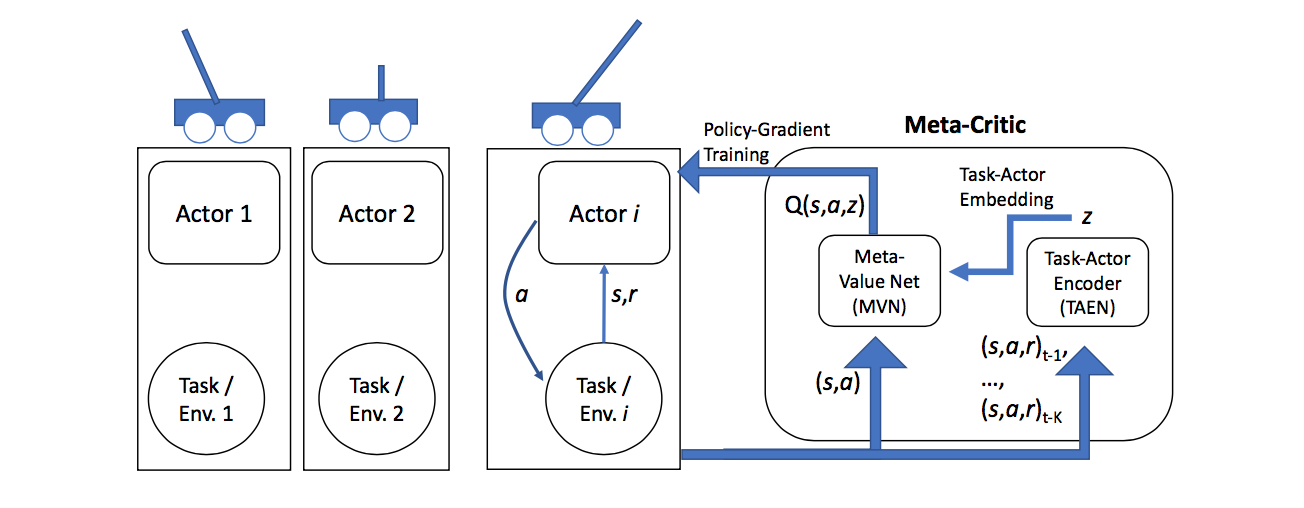 Actor 1
Task /
Env. 1
Actor 2
Task /
Env. 2
Actor i
a
s,r
Task /
Env. i
Policy-Gradient
Training
Meta-Critic
Q(s,a,z)
Task-Actor
Embedding
z
Meta-
Value Net
(MVN)
Task-Actor
Encoder
(TAEN)
(s,a)
(s,a,r)t-1,
...,
(s,a,r)t-K